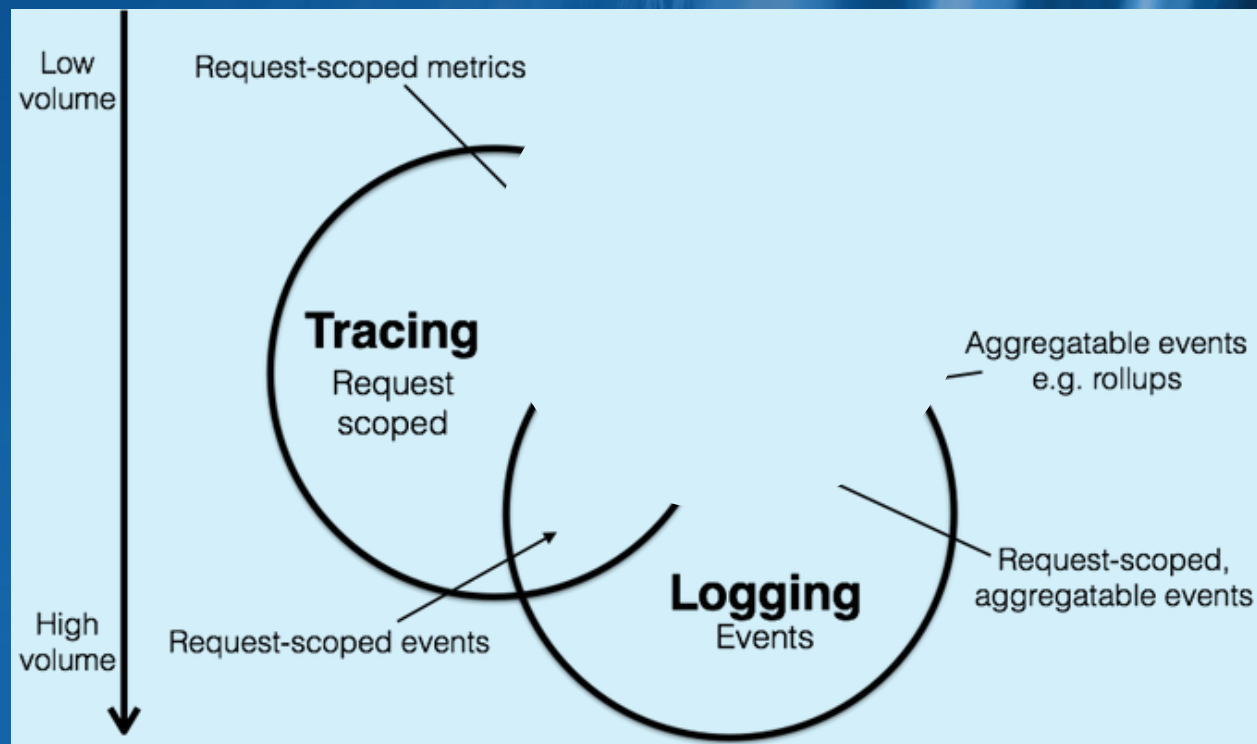 Low
volume
Request-scoped metrics
Tracing
Request
scoped
Aggregatable events
e.g. rollups
Request-scoped,
aggregatable events
Logging
Events
Request-scoped events
High
volume